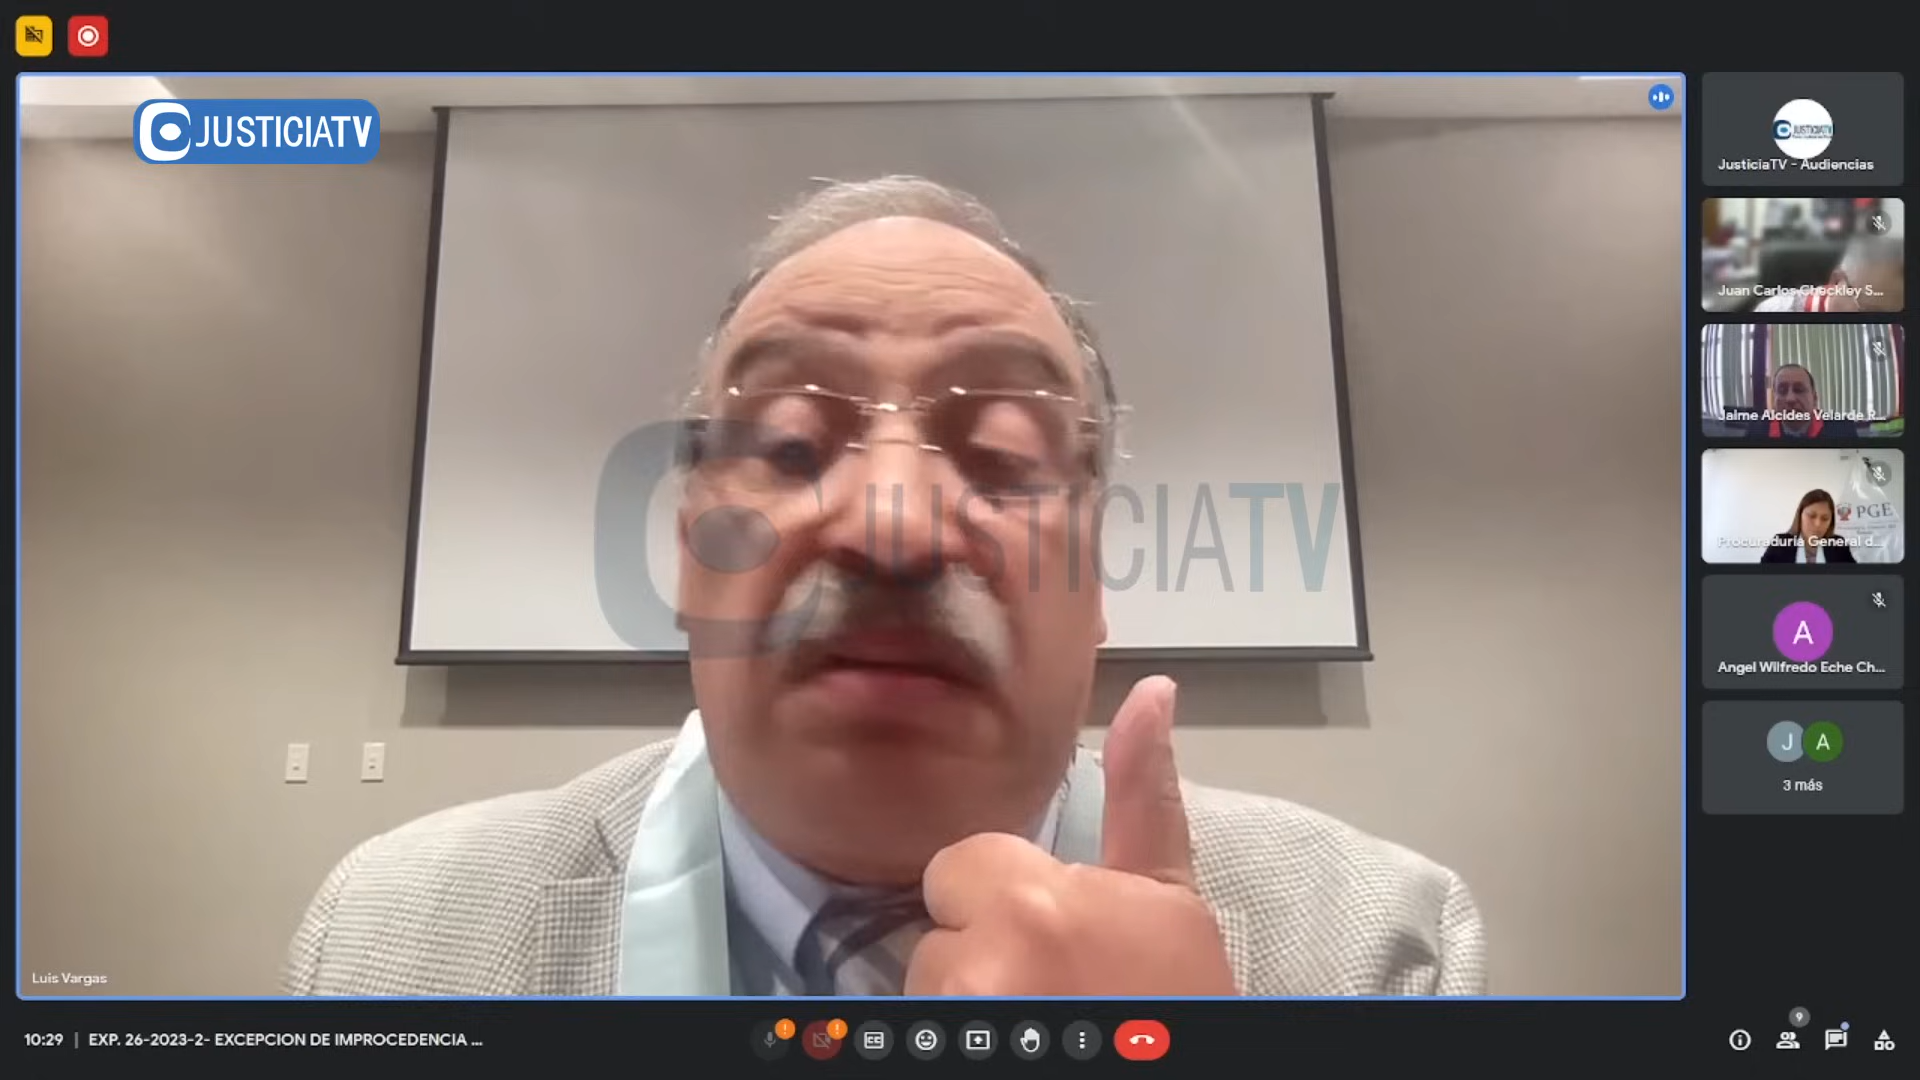 JUSTICIATV
JUSTICIATV
Luis Vargas
JUSTICIATV
JusticiaTV - Audiencias
Juan Carlos Checkley S...
Jaime Alcides Velarde R...
PGE
Procuraduría General d...
A
Angel Wilfredo Eche Ch...
J A
3 más
10:29 | EXP. 26-2023-2- EXCEPCION DE IMPROCEDENCIA ...
9